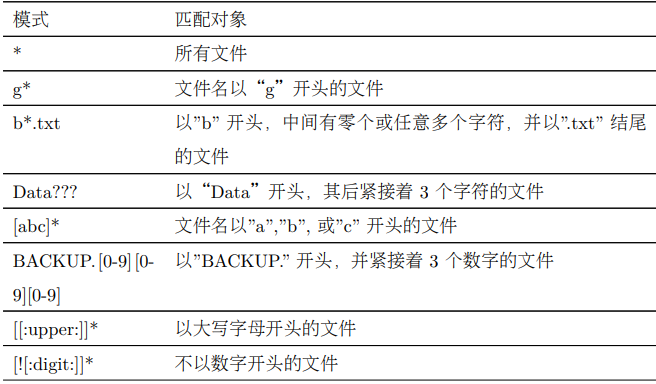 模式 匹配对象
* 所有文件
g* 文件名以“g”开头的文件
b*.txt 以”b” 开头，中间有零个或任意多个字符，并以”.txt” 结尾
的文件
Data??? 以“Data”开头，其后紧接着 3 个字符的文件
[abc]* 文件名以”a”,”b”, 或”c” 开头的文件
BACKUP.[0-9][0- 以”BACKUP.” 开头，并紧接着 3 个数字的文件
9][0-9]
[[:upper:]]* 以大写字母开头的文件
[![:digit:]]* 不以数字开头的文件